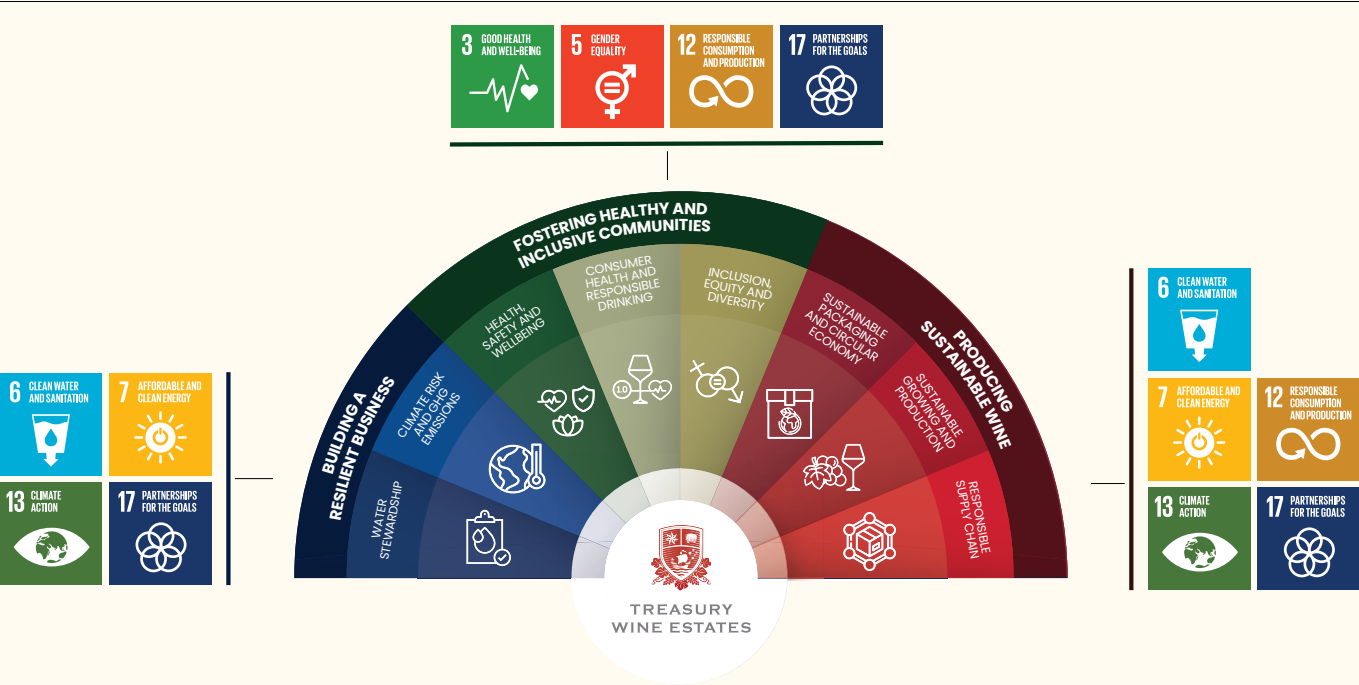 3 GOOD HEALTH
AND WELL-BEING
5 GENDER
EQUALITY
12 RESPONSIBLE
CONSUMPTION
AND PRODUCTION
17 PARTNERSHIPS
FOR THE GOALS
FOSTERING HEALTHY AND
INCLUSIVE COMMUNITIES
BUILDING A
RESILIENT BUSINESS
PRODUCING
SUSTAINABLE WINE
WATER
STEWARDSHIP
CLIMATE RISK
AND GHG
EMISSIONS
HEALTH,
SAFETY AND
WELLBEING
CONSUMER
HEALTH AND
RESPONSIBLE
DRINKING
INCLUSION,
EQUITY AND
DIVERSITY
SUSTAINABLE
PACKAGING
AND CIRCULAR
ECONOMY
SUSTAINABLE
GROWING AND
PRODUCTION
RESPONSIBLE
SUPPLY CHAIN
1.0
TREASURY
WINE ESTATES
6 CLEAN WATER
AND SANITATION
7 AFFORDABLE AND
CLEAN ENERGY
13 CLIMATE
ACTION
17 PARTNERSHIPS
FOR THE GOALS
6 CLEAN WATER
AND SANITATION
7 AFFORDABLE AND
CLEAN ENERGY
12 RESPONSIBLE
CONSUMPTION
AND PRODUCTION
13 CLIMATE
ACTION
17 PARTNERSHIPS
FOR THE GOALS